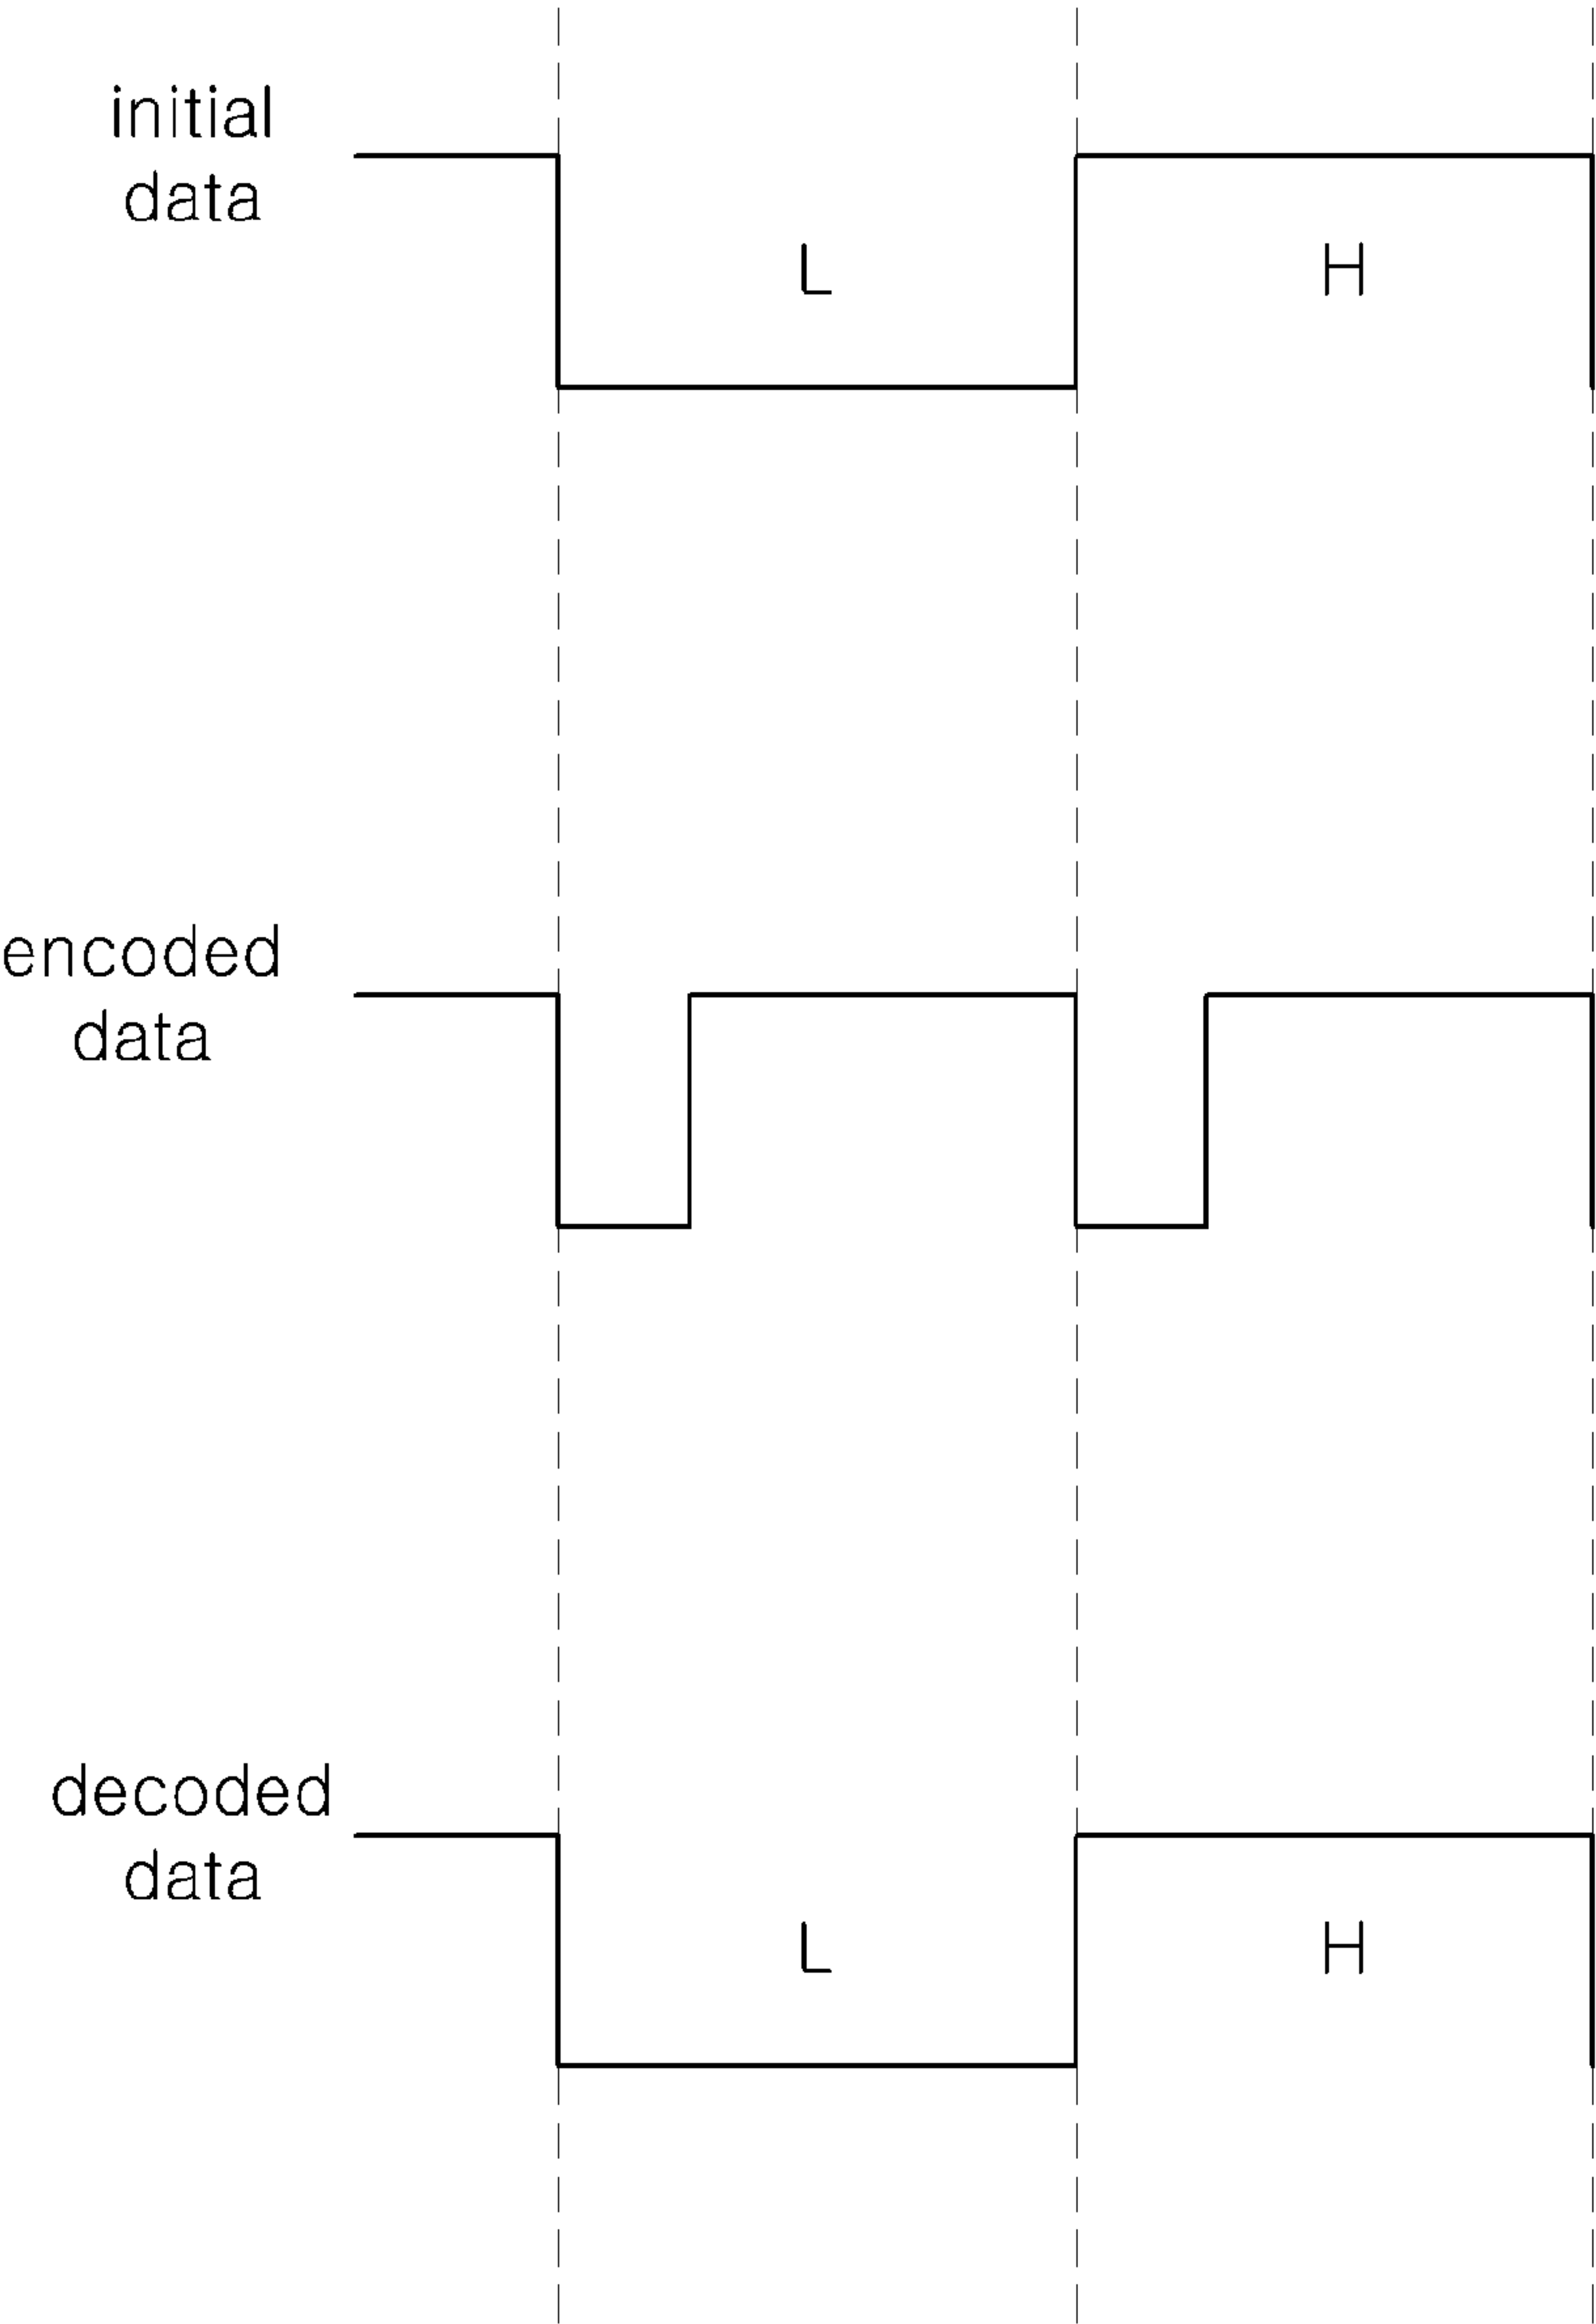 initial
data
L
H
encoded
data
decoded
data
L
H